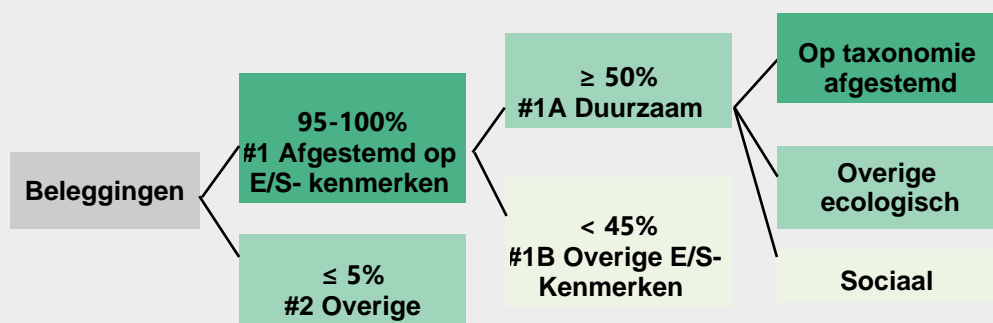 Beleggingen
95-100%
#1 Afgestemd op
E/S- kenmerken
≤ 5%
#2 Overige
≥ 50%
#1A Duurzaam
< 45%
#1B Overige E/S-
Kenmerken
Op taxonomie
afgestemd
Overige
ecologisch
Sociaal